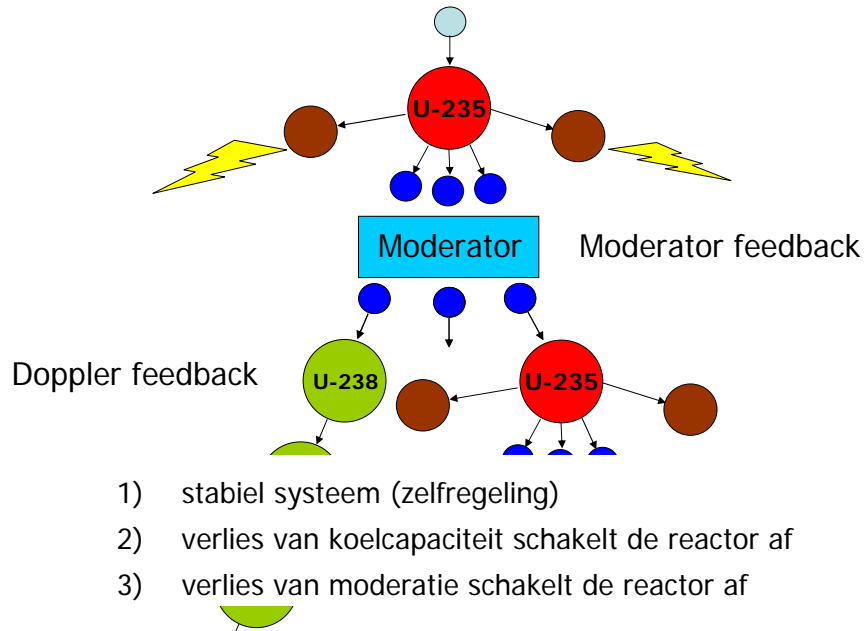 U-235
Moderator
Moderator feedback
Doppler feedback
U-238
U-235
1) stabiel systeem (zelfregeling)
2) verlies van koelcapaciteit schakelt de reactor af
3) verlies van moderatie schakelt de reactor af